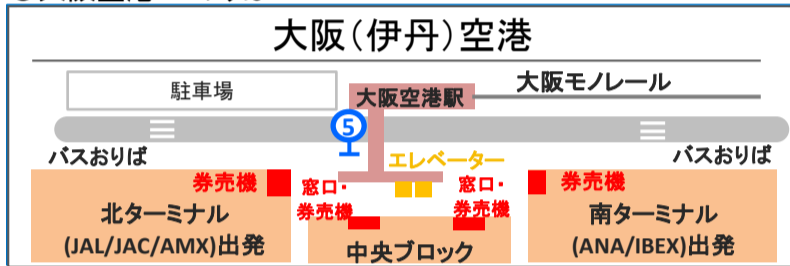 大阪（伊丹）空港
駐車場
大阪空港駅
大阪モノレール
5
バスおりば
エレベーター
バスおりば
券売機
窓口・
券売機
窓口・
券売機
券売機
北ターミナル
(JAL/JAC/AMX)出発
中央ブロック
南ターミナル
(ANA/IBEX)出発